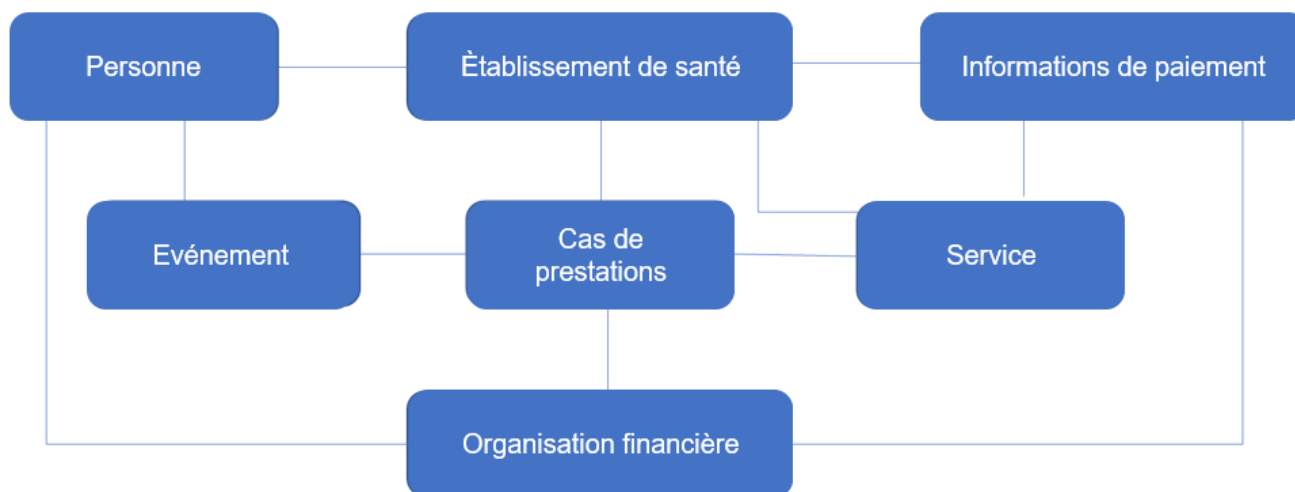 Personne
Ètablissement de santé
Informations de paiement
Evénement
Cas de
prestations
Service
Organisation financière